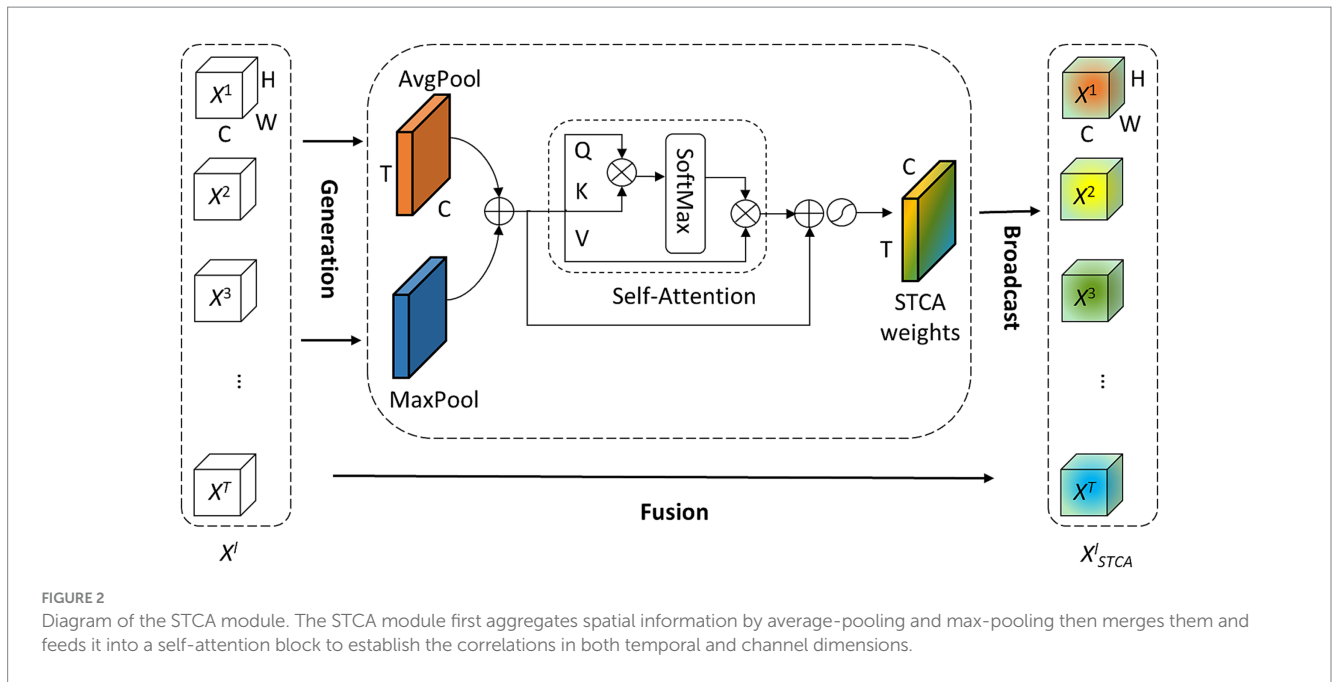 X¹
H
W
C
X²
X³
⋮
Xᵀ
Xˡ
Generation
AvgPool
T
C
MaxPool
Q
K
V
SoftMax
Self-Attention
C
T
STCA
weights
Broadcast
X¹
H
W
C
X²
X³
⋮
Xᵀ
Xˡ_STCA
Fusion
FIGURE 2
Diagram of the STCA module. The STCA module first aggregates spatial information by average-pooling and max-pooling then merges them and
feeds it into a self-attention block to establish the correlations in both temporal and channel dimensions.